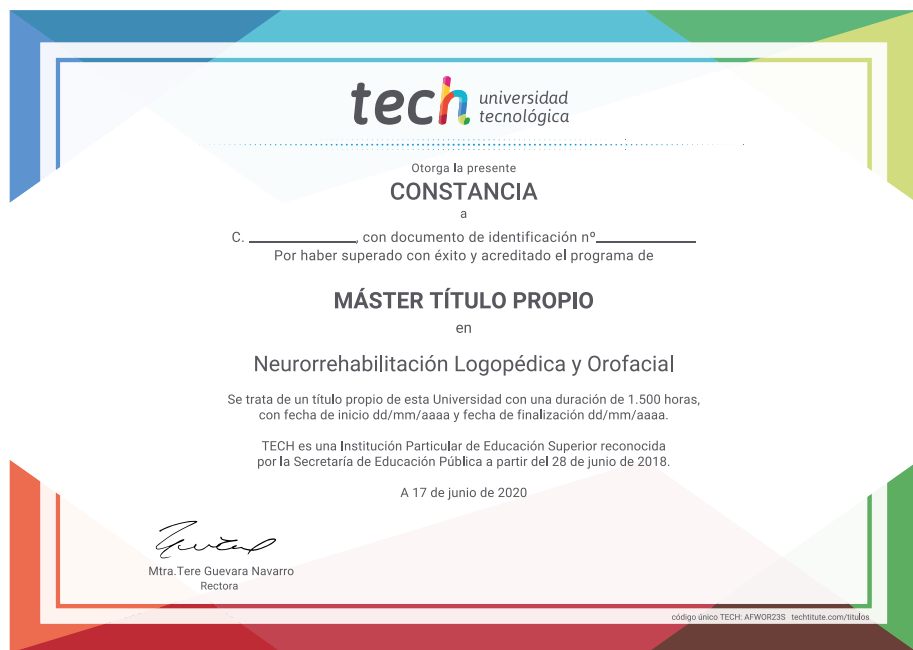 tech universidad
tecnológica
Otorga la presente
CONSTANCIA
a
C. ____________, con documento de identificación nº____________
Por haber superado con éxito y acreditado el programa de
MÁSTER TÍTULO PROPIO
en
Neurorrehabilitación Logopédica y Orofacial
Se trata de un título propio de esta Universidad con una duración de 1.500 horas,
con fecha de inicio dd/mm/aaaa y fecha de finalización dd/mm/aaaa.
TECH es una Institución Particular de Educación Superior reconocida
por la Secretaría de Educación Pública a partir del 28 de junio de 2018.
A 17 de junio de 2020
Mtra.Tere Guevara Navarro
Rectora
código único TECH: AFWOR23S techtitute.com/titulos